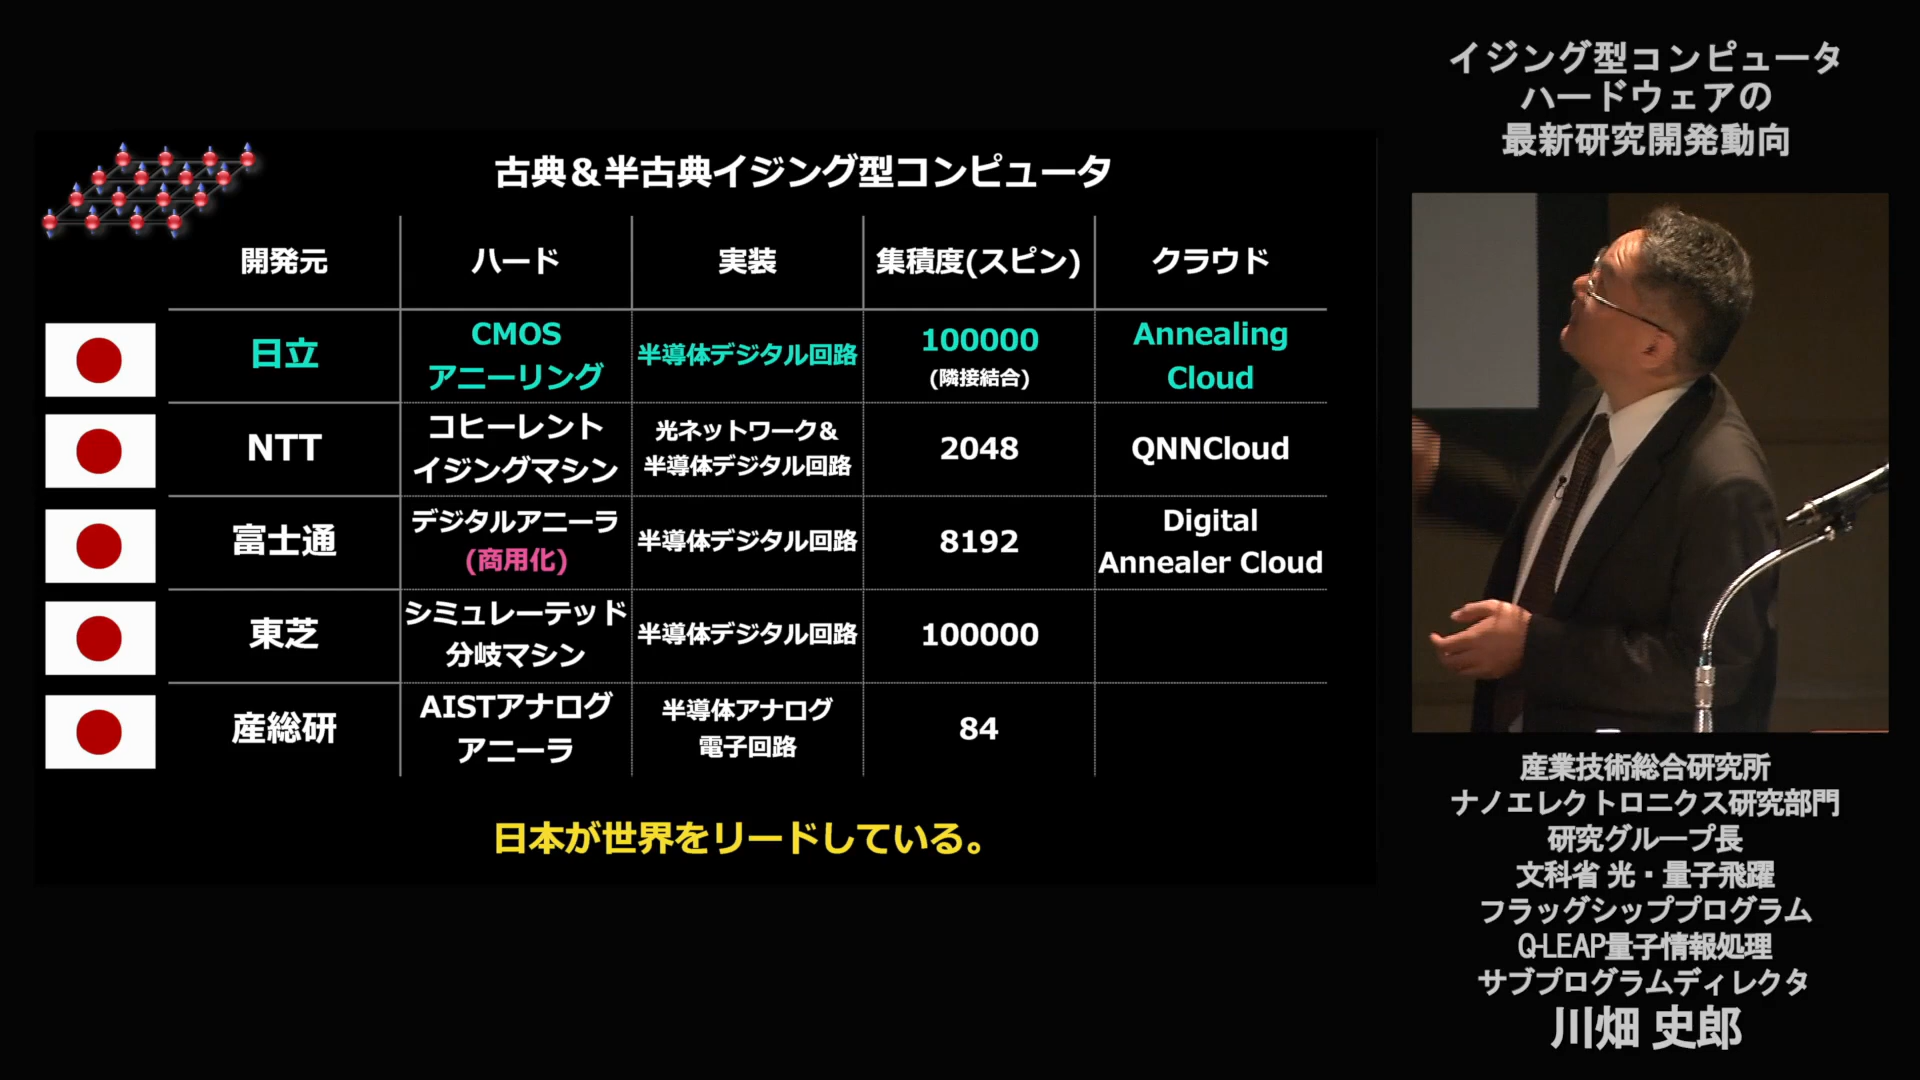 イジング型コンピュータ
ハードウェアの
最新研究開発動向
古典＆半古典イジング型コンピュータ
開発元 ハード 実装 集積度(スピン) クラウド
日立 CMOS アニーリング 半導体デジタル回路 100000 (隣接結合) Annealing Cloud
NTT コヒーレント イジングマシン 光ネットワーク& 半導体デジタル回路 2048 QNNCloud
富士通 デジタルアニーラ (商用化) 半導体デジタル回路 8192 Digital Annealer Cloud
東芝 シミュレーテッド 分岐マシン 半導体デジタル回路 100000
産総研 AISTアナログ アニーラ 半導体アナログ 電子回路 84
日本が世界をリードしている。
産業技術総合研究所
ナノエレクトロニクス研究部門
研究グループ長
文科省 光・量子飛躍
フラッグシッププログラム
Q-LEAP量子情報処理
サブプログラムディレクタ
川畑 史郎